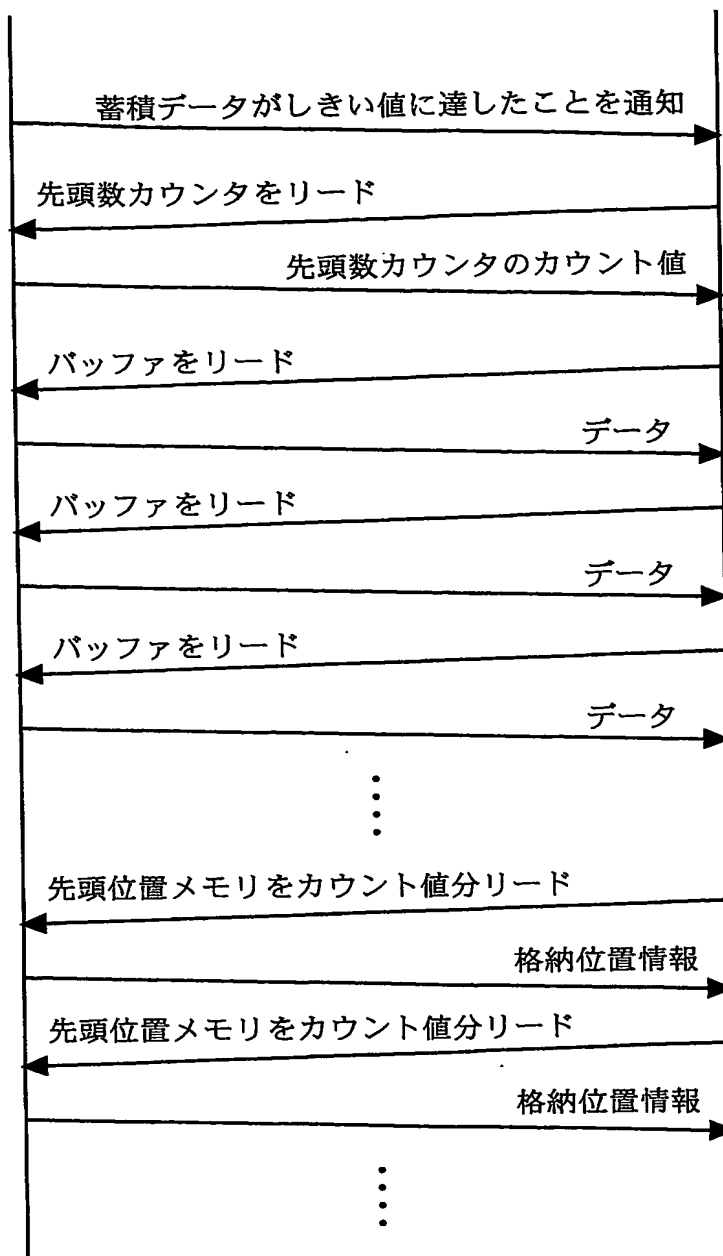 蓄積データがしきい値に達したことを通知
先頭数カウンタをリード
先頭数カウンタのカウント値
バッファをリード
データ
バッファをリード
データ
バッファをリード
データ
先頭位置メモリをカウント値分リード
格納位置情報
先頭位置メモリをカウント値分リード
格納位置情報